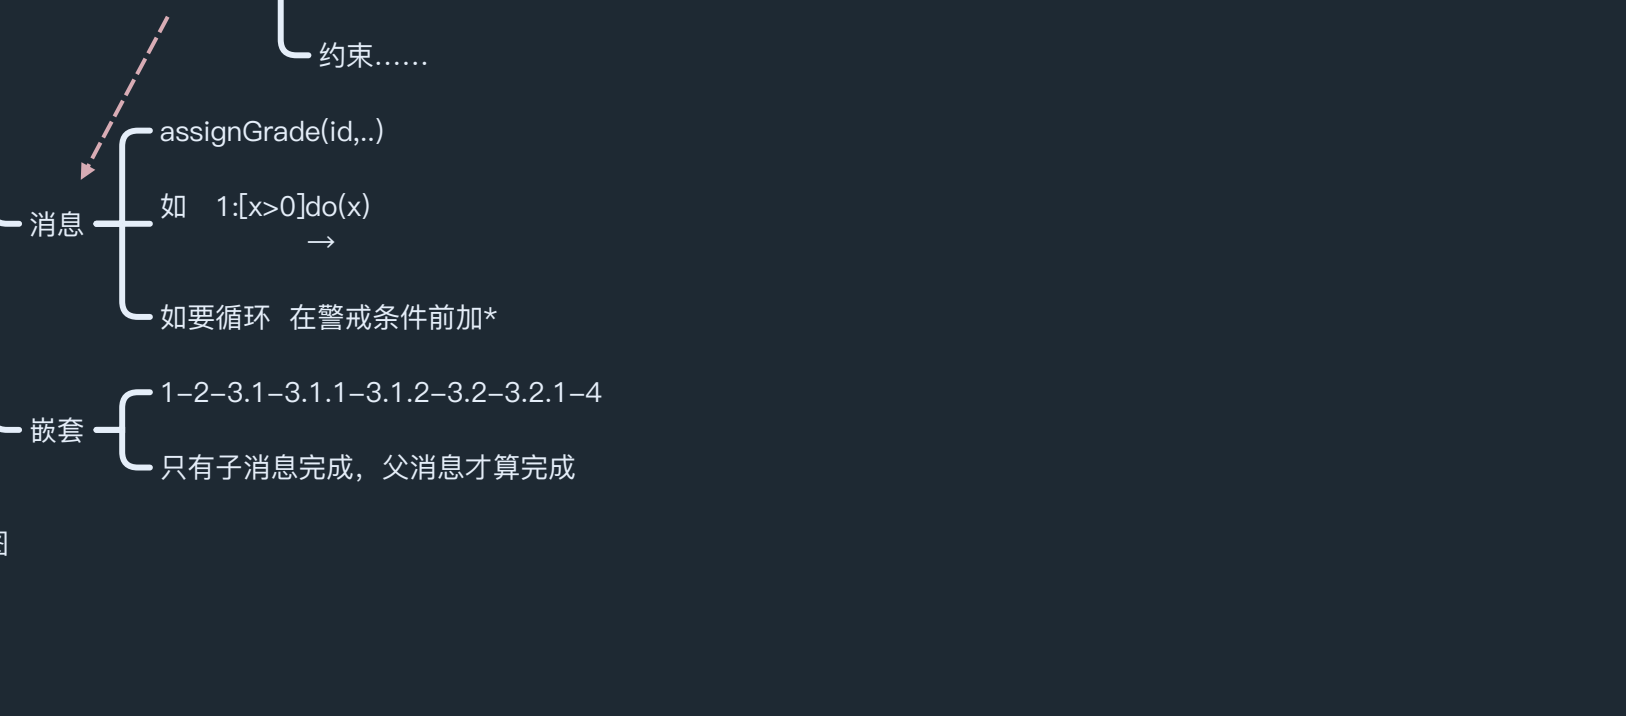 约束……
assignGrade(id,..)
如 1:[x>0]do(x)
→
消息
如要循环 在警戒条件前加*
1-2-3.1-3.1.1-3.1.2-3.2-3.2.1-4
嵌套
只有子消息完成，父消息才算完成